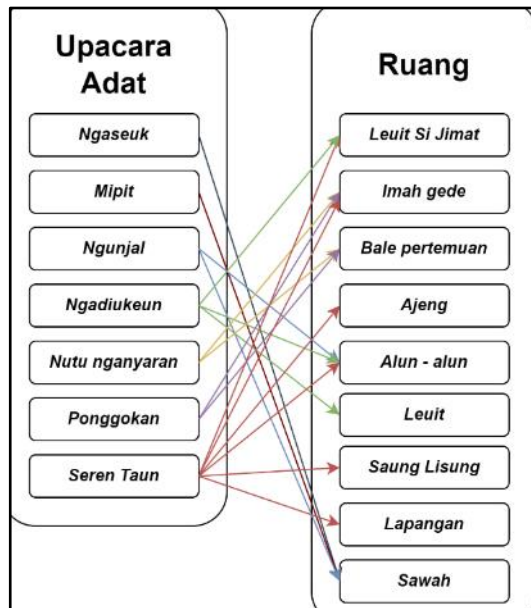 Upacara
Adat
Ngaseuk
Mipit
Ngunjal
Ngadiukeun
Nutu nganyaran
Ponggokan
Seren Taun
Ruang
Leuit Si Jimat
Imah gede
Bale pertemuan
Ajeng
Alun - alun
Leuit
Saung Lisung
Lapangan
Sawah